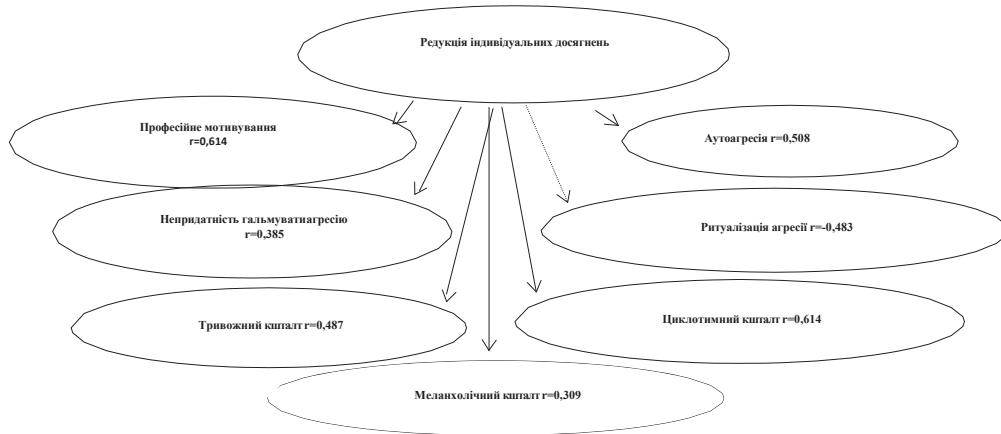 Редукція індивідуальних досягнень
Професійне мотивування
r=0,614
Аутоагресія r=0,508
Непридатність гальмуватиагресію
r=0,385
Ритуалізація агресії r=-0,483
Тривожний кшталт r=0,487
Циклотимний кшталт r=0,614
Меланхолічний кшталт r=0,309